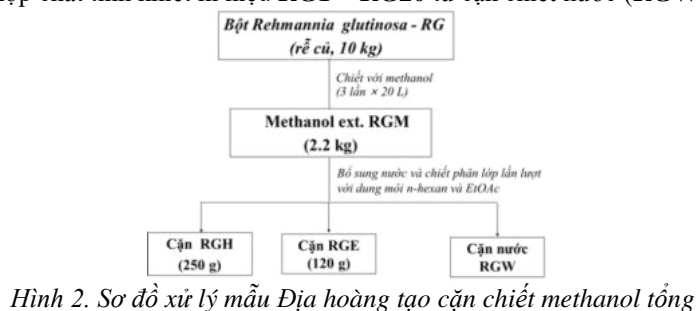 Bột Rehmannia glutinosa - RG
(rễ củ, 10 kg)
Chiết với methanol
(3 lần × 20 L)
Methanol ext. RGM
(2.2 kg)
Bổ sung nước và chiết phân lớp lần lượt
với dung môi n-hexan và EtOAc
Cặn RGH
(250 g)
Cặn RGE
(120 g)
Cặn nước
RGW
Hình 2. Sơ đồ xử lý mẫu Địa hoàng tạo cặn chiết methanol tổng